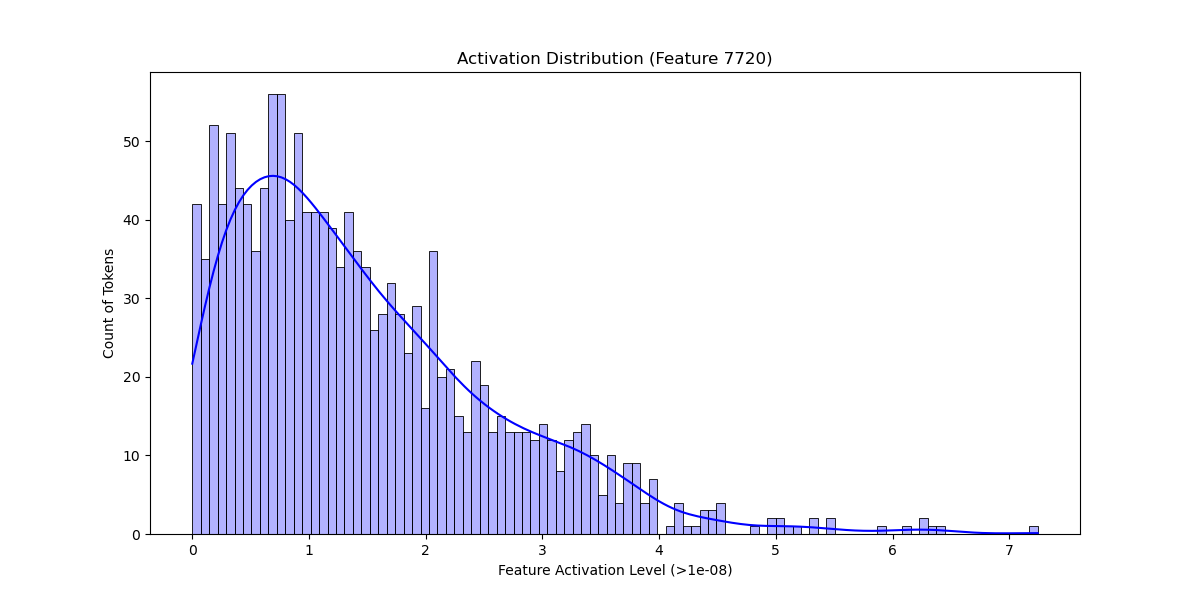 Activation Distribution (Feature 7720)
Count of Tokens
50
40
30
20
10
0
0 1 2 3 4 5 6 7
Feature Activation Level (>1e-08)